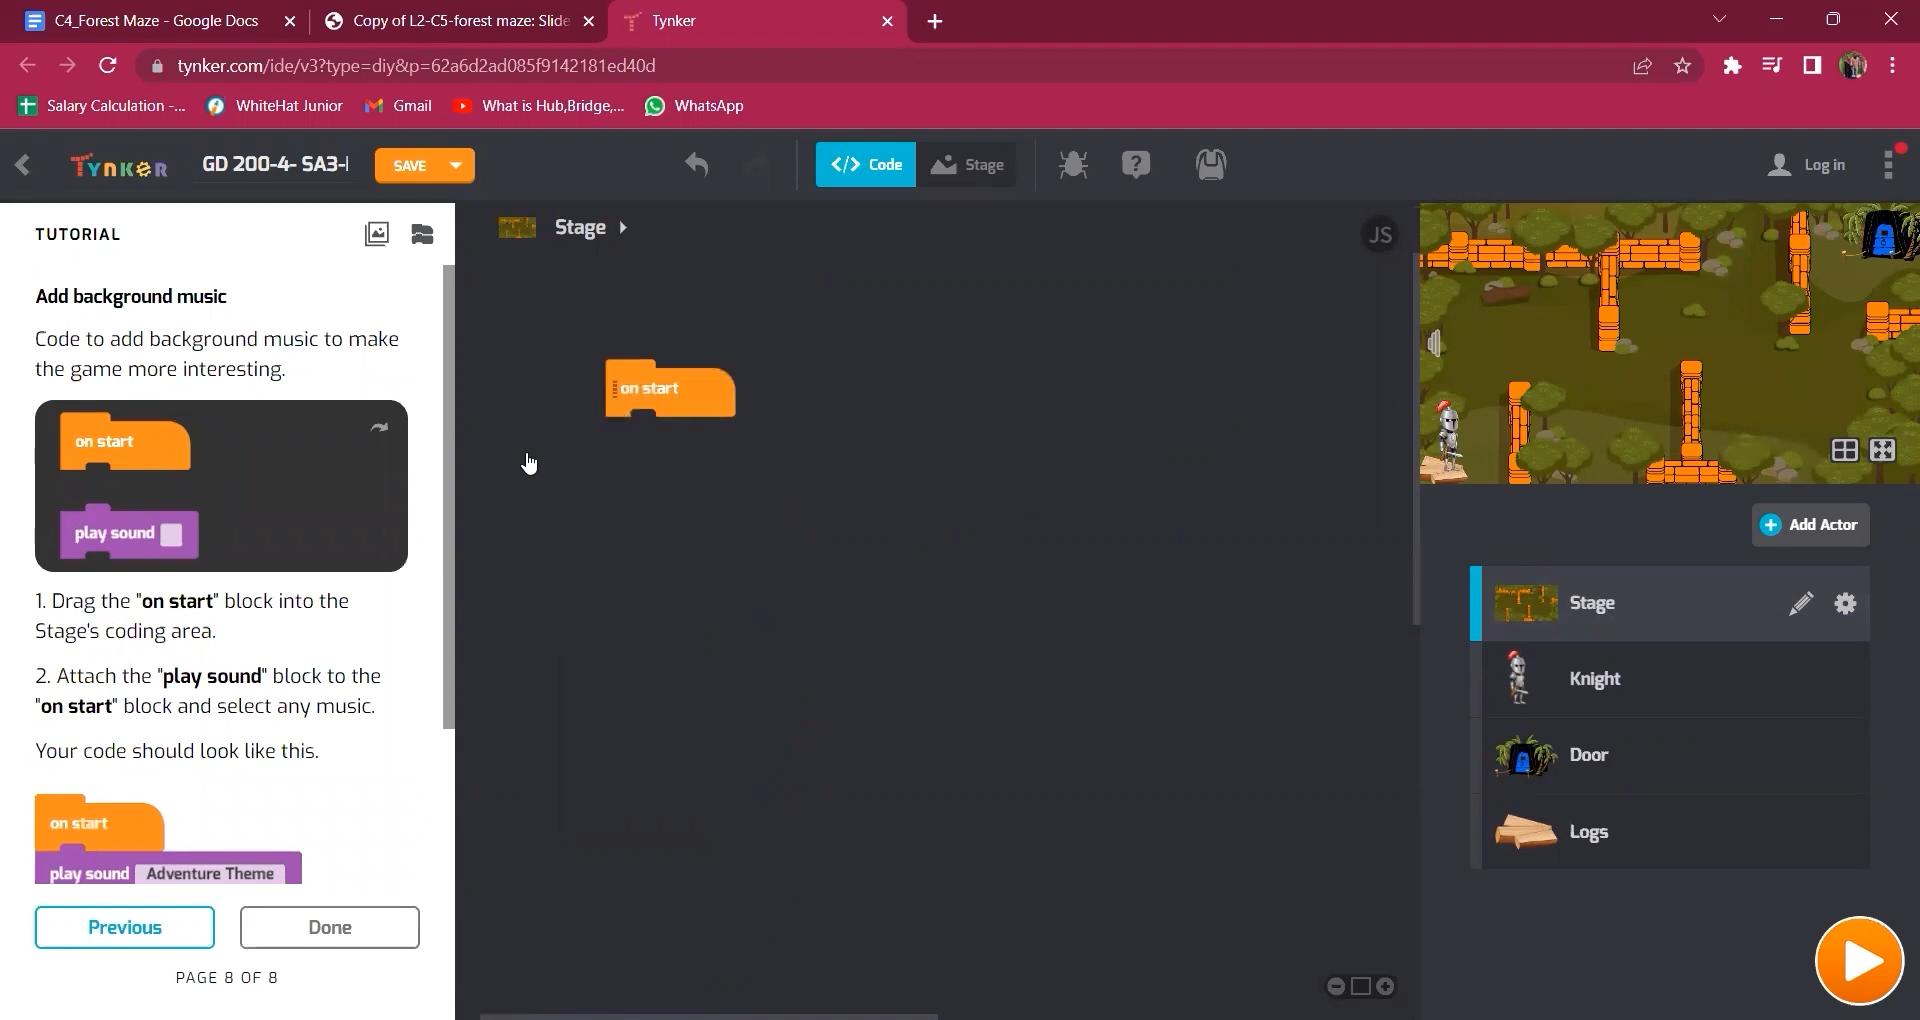 C4_Forest Maze - Google Docs
Copy of L2-C5-forest maze: Slide
Tynker
tynker.com/ide/v3?type=diy&p=62a6d2ad085f9142181ed40d
Salary Calculation -...
WhiteHat Junior
Gmail
What is Hub,Bridge,...
WhatsApp
TYNKER
GD 200-4- SA3-
SAVE
</> Code
Stage
Log in
TUTORIAL
Stage
JS
Add background music
Code to add background music to make
the game more interesting.
on start
play sound
1. Drag the "on start" block into the
Stage's coding area.
2. Attach the "play sound" block to the
"on start" block and select any music.
Your code should look like this.
on start
play sound Adventure Theme
Previous
Done
PAGE 8 OF 8
on start
Add Actor
Stage
Knight
Door
Logs